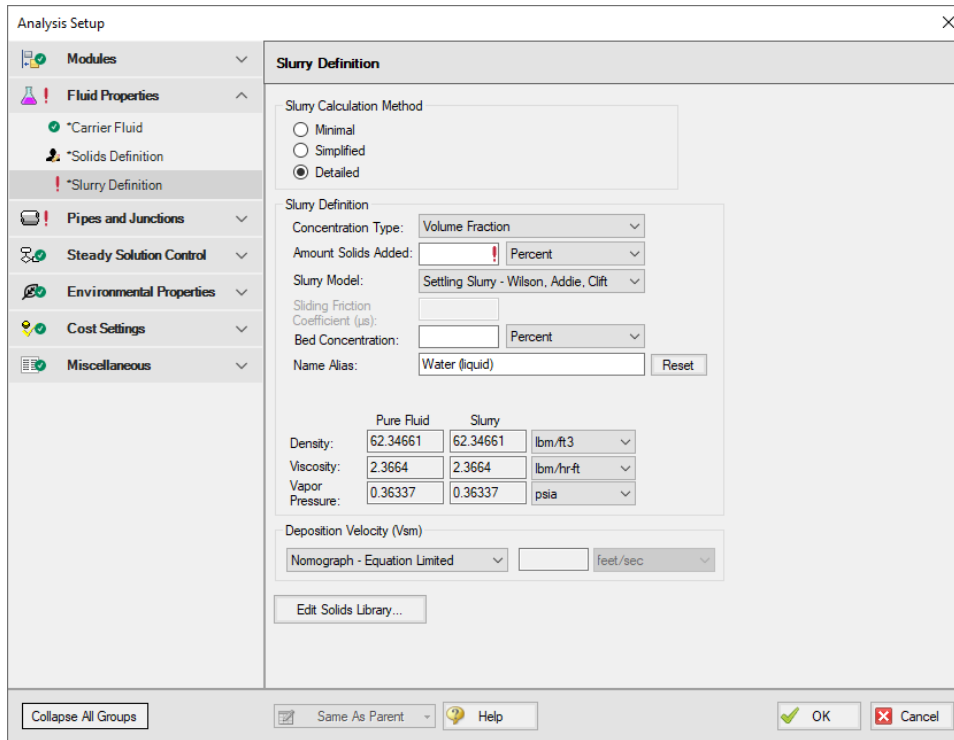 Analysis Setup
Modules
Fluid Properties
*Carrier Fluid
*Solids Definition
*Slurry Definition
Pipes and Junctions
Steady Solution Control
Environmental Properties
Cost Settings
Miscellaneous
Slurry Definition
Slurry Calculation Method
Minimal
Simplified
Detailed
Slurry Definition
Concentration Type: Volume Fraction
Amount Solids Added: Percent
Slurry Model: Settling Slurry - Wilson, Addie, Clift
Sliding Friction
Coefficient (μs):
Bed Concentration: Percent
Name Alias: Water (liquid) Reset
Pure Fluid Slurry
Density: 62.34661 62.34661 lbm/ft3
Viscosity: 2.3664 2.3664 lbm/hr-ft
Vapor
Pressure: 0.36337 0.36337 psia
Deposition Velocity (Vsm)
Nomograph - Equation Limited feet/sec
Edit Solids Library...
Collapse All Groups Same As Parent Help OK Cancel